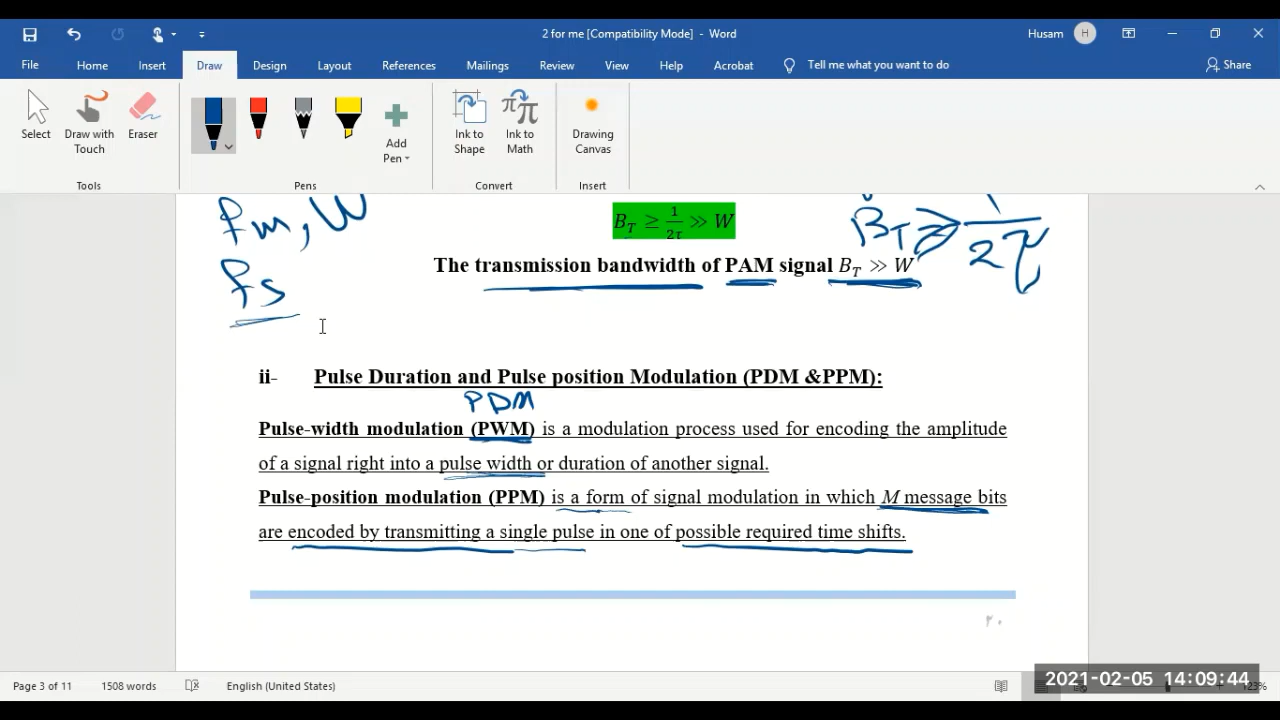 2 for me [Compatibility Mode] - Word
Husam
H
File Home Insert Draw Design Layout References Mailings Review View Help Acrobat Tell me what you want to do Share
Select
Draw with Touch
Eraser
Add Pen
Ink to Shape
Ink to Math
Drawing Canvas
Tools Pens Convert Insert
fm, W
B_T ≥ 1/2τ ≫ W
B_T ≥ 1/2τ
The transmission bandwidth of PAM signal B_T ≫ W
fs
ii- Pulse Duration and Pulse position Modulation (PDM &PPM):
PDM
Pulse-width modulation (PWM) is a modulation process used for encoding the amplitude
of a signal right into a pulse width or duration of another signal.
Pulse-position modulation (PPM) is a form of signal modulation in which M message bits
are encoded by transmitting a single pulse in one of possible required time shifts.
٢٠
Page 3 of 11 1508 words English (United States)
2021-02-05 14:09:44